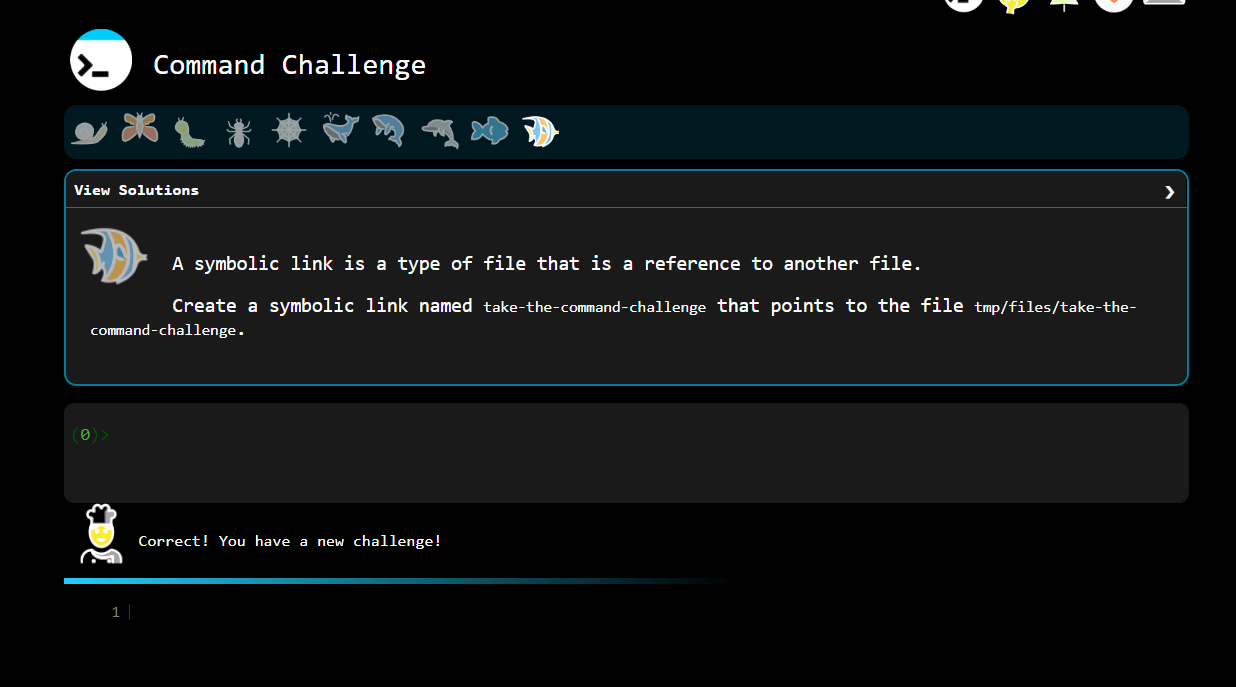 Command Challenge
View Solutions
A symbolic link is a type of file that is a reference to another file.
Create a symbolic link named take-the-command-challenge that points to the file tmp/files/take-the-
command-challenge.
(0)>
Correct! You have a new challenge!
1